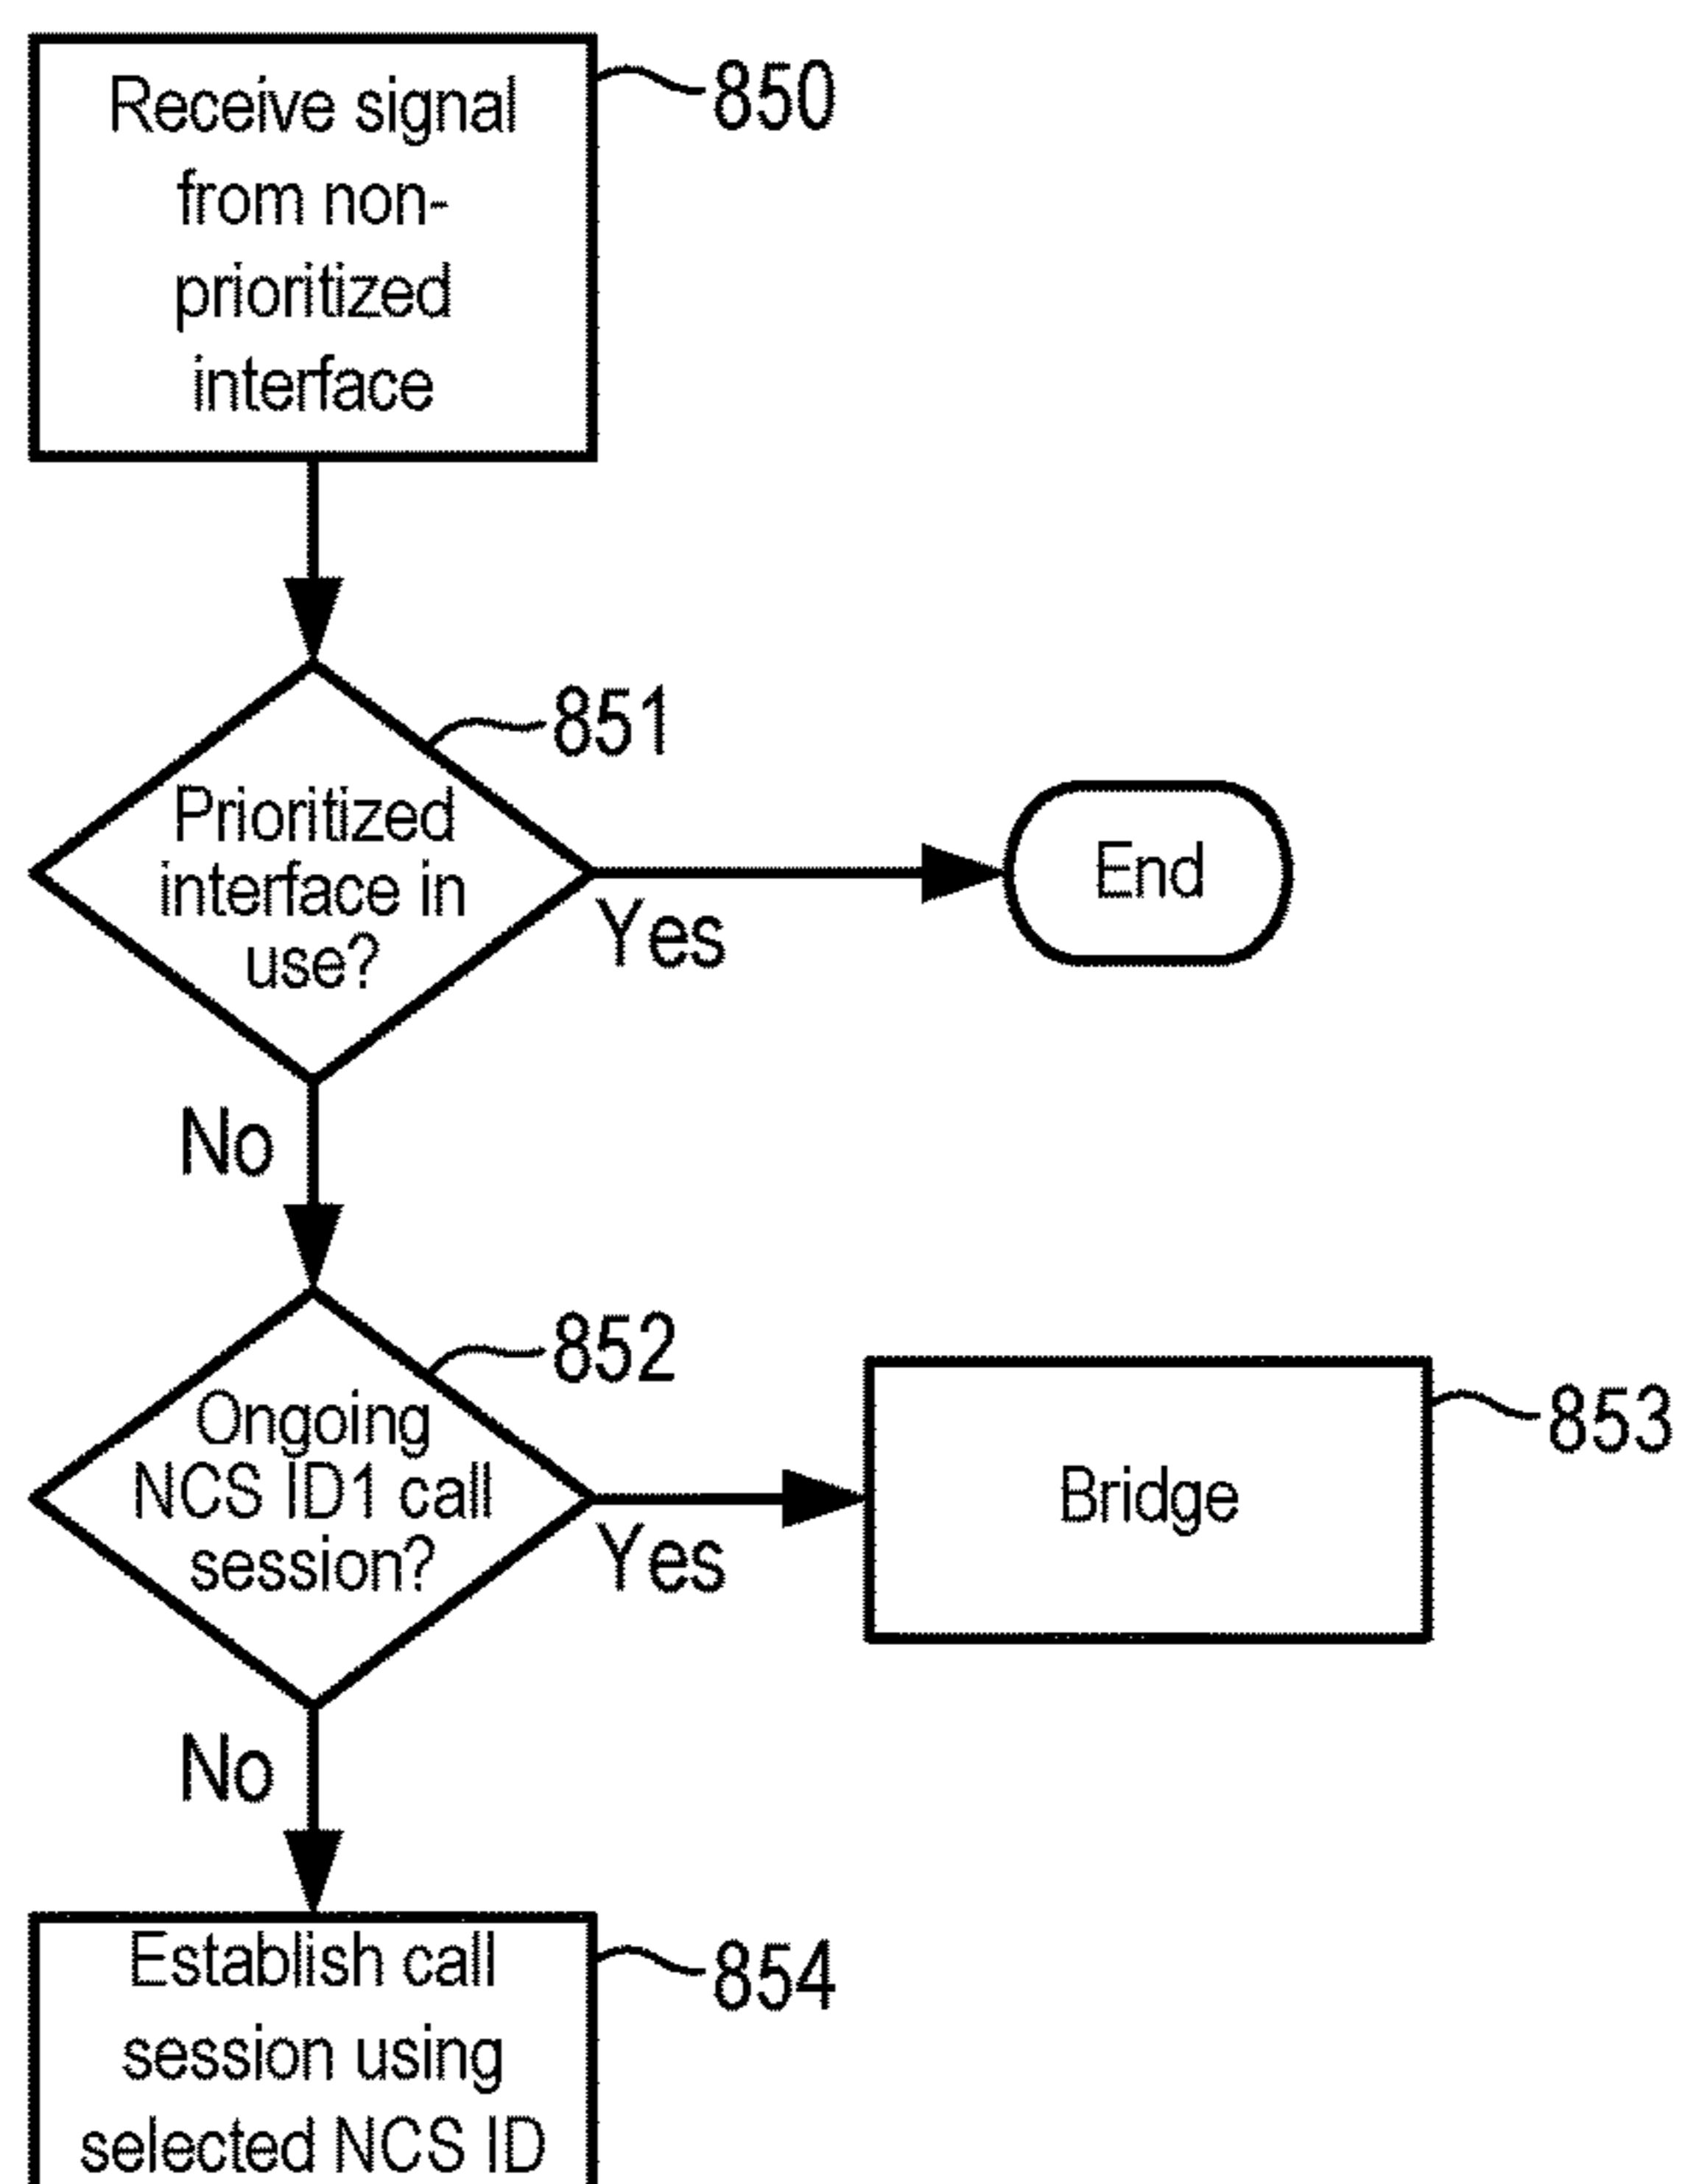 Receive signal
from non-
prioritized
interface
850
851
Prioritized
interface in
use?
Yes
End
No
852
Ongoing
NCS ID1 call
session?
Yes
Bridge
853
No
Establish call
session using
selected NCS ID
854